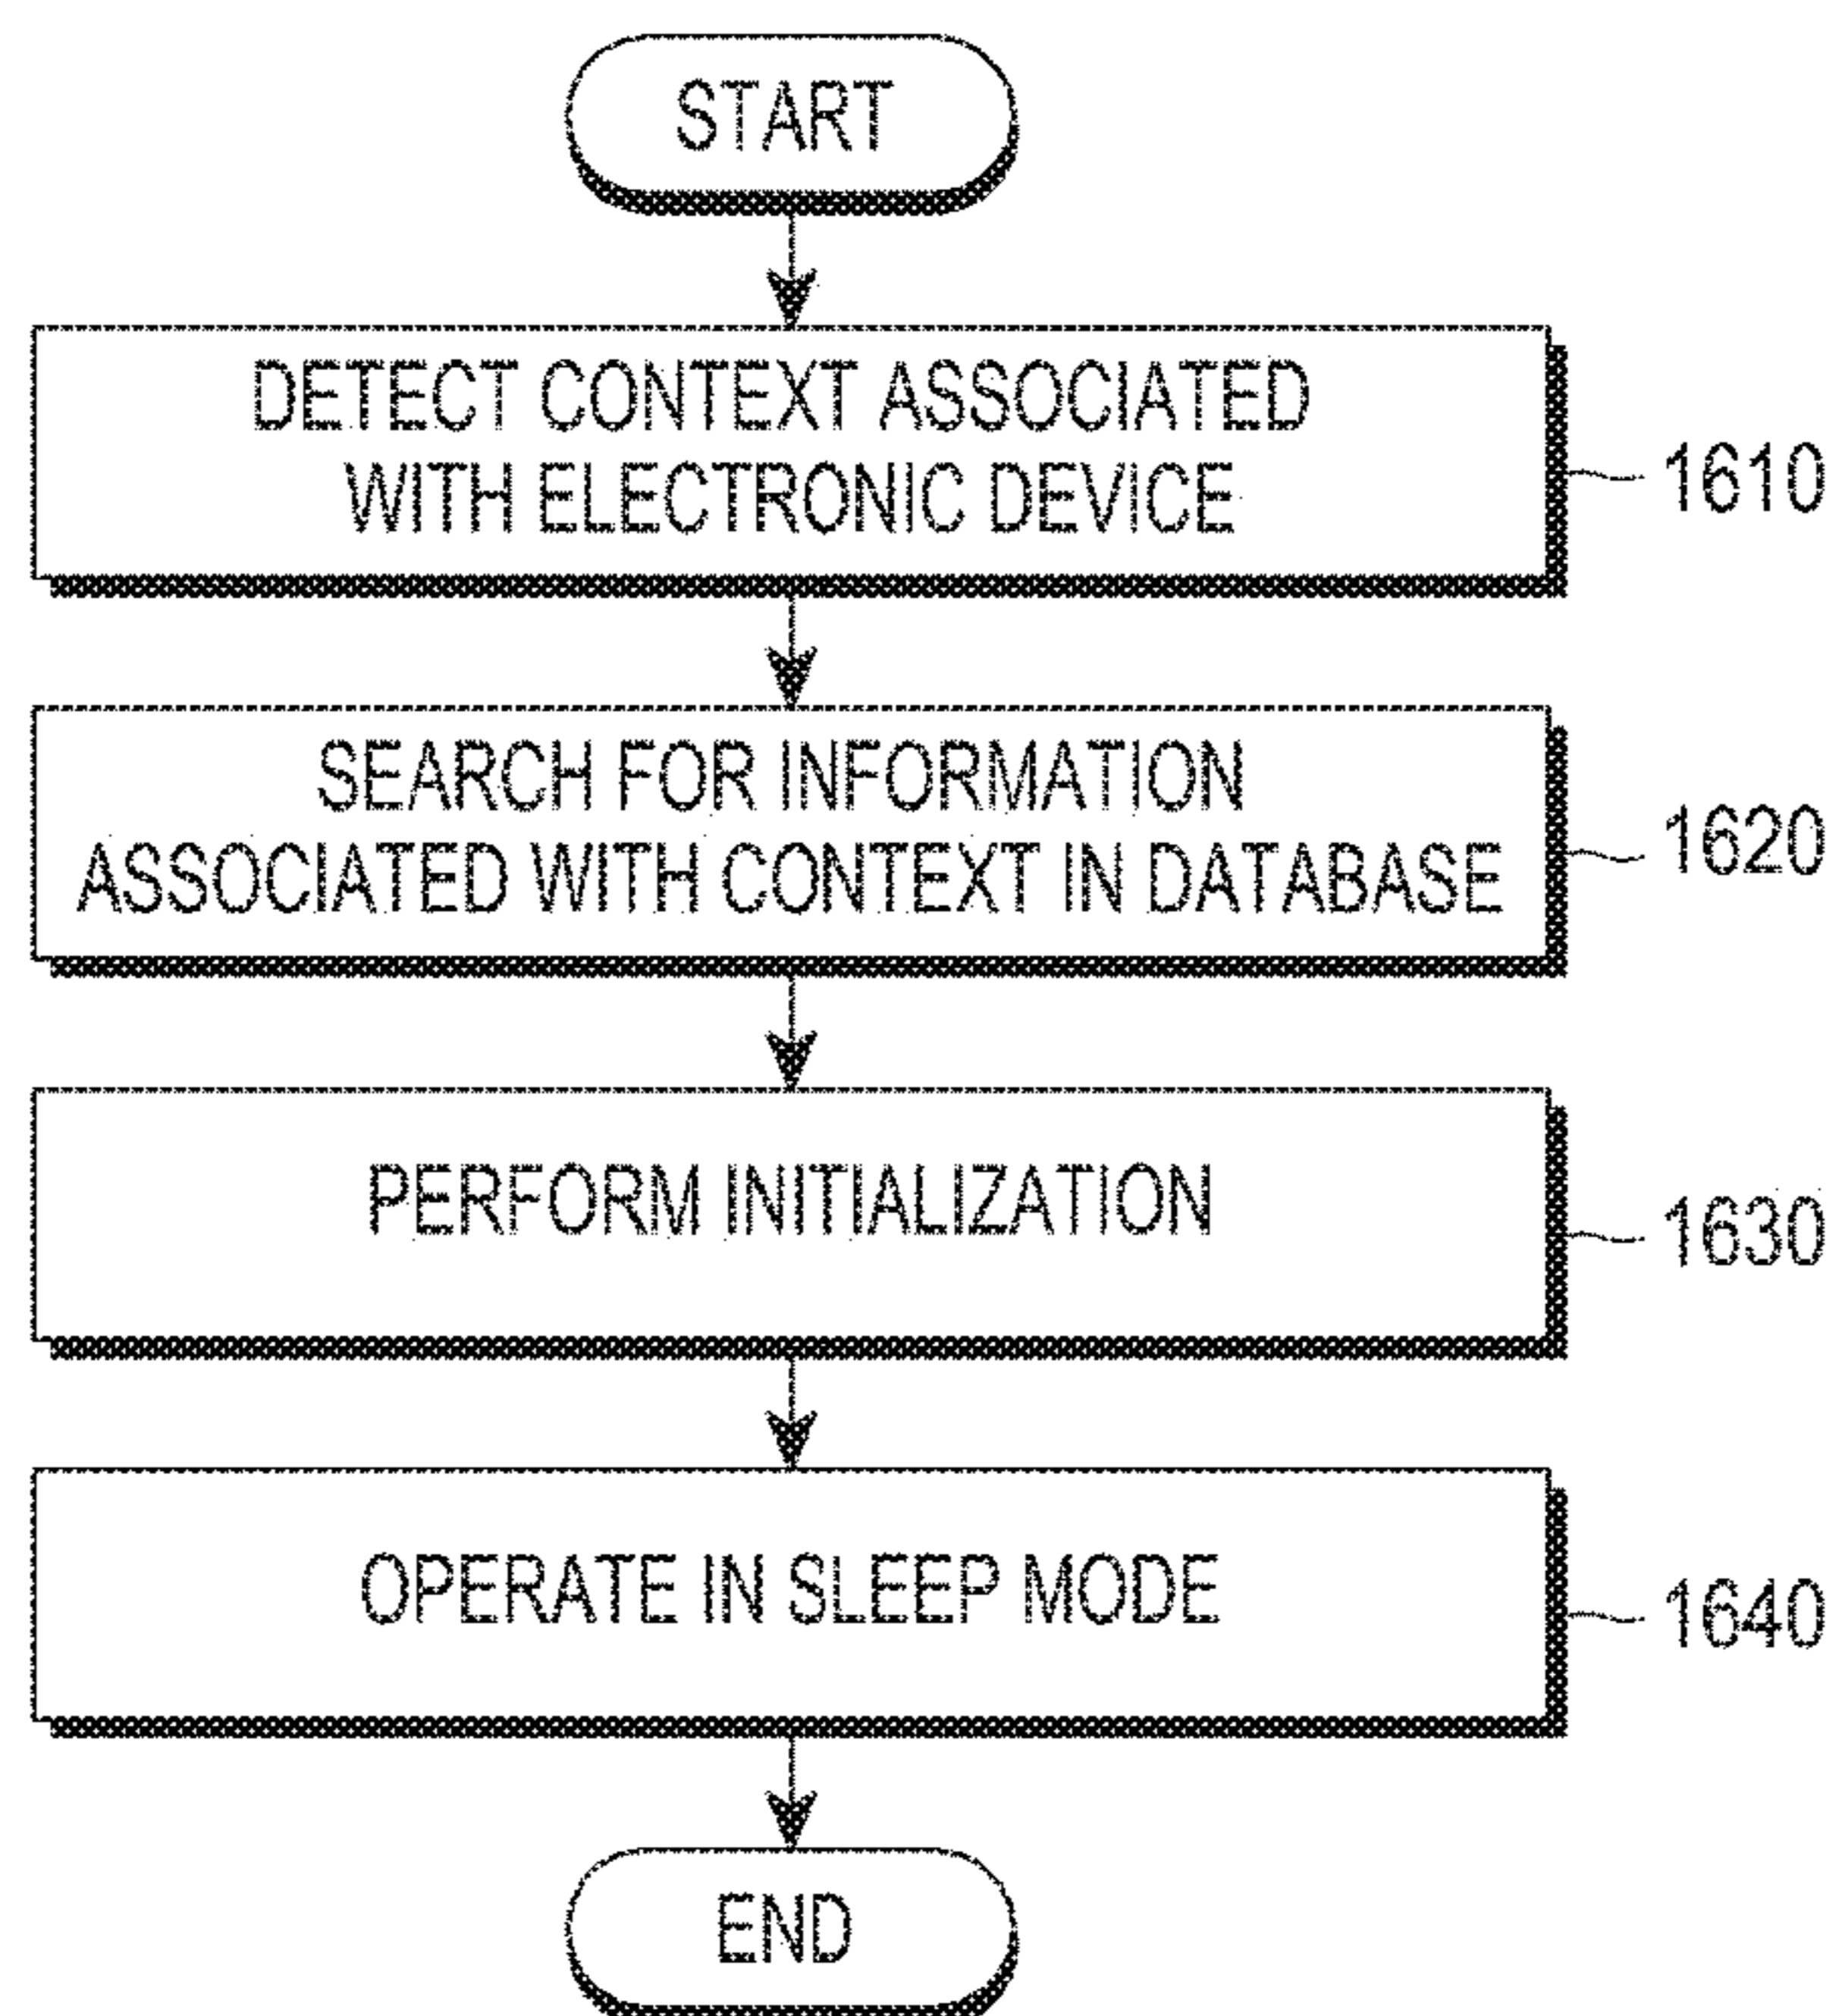 START
DETECT CONTEXT ASSOCIATED
WITH ELECTRONIC DEVICE
1610
SEARCH FOR INFORMATION
ASSOCIATED WITH CONTEXT IN DATABASE
1620
PERFORM INITIALIZATION
1630
OPERATE IN SLEEP MODE
1640
END